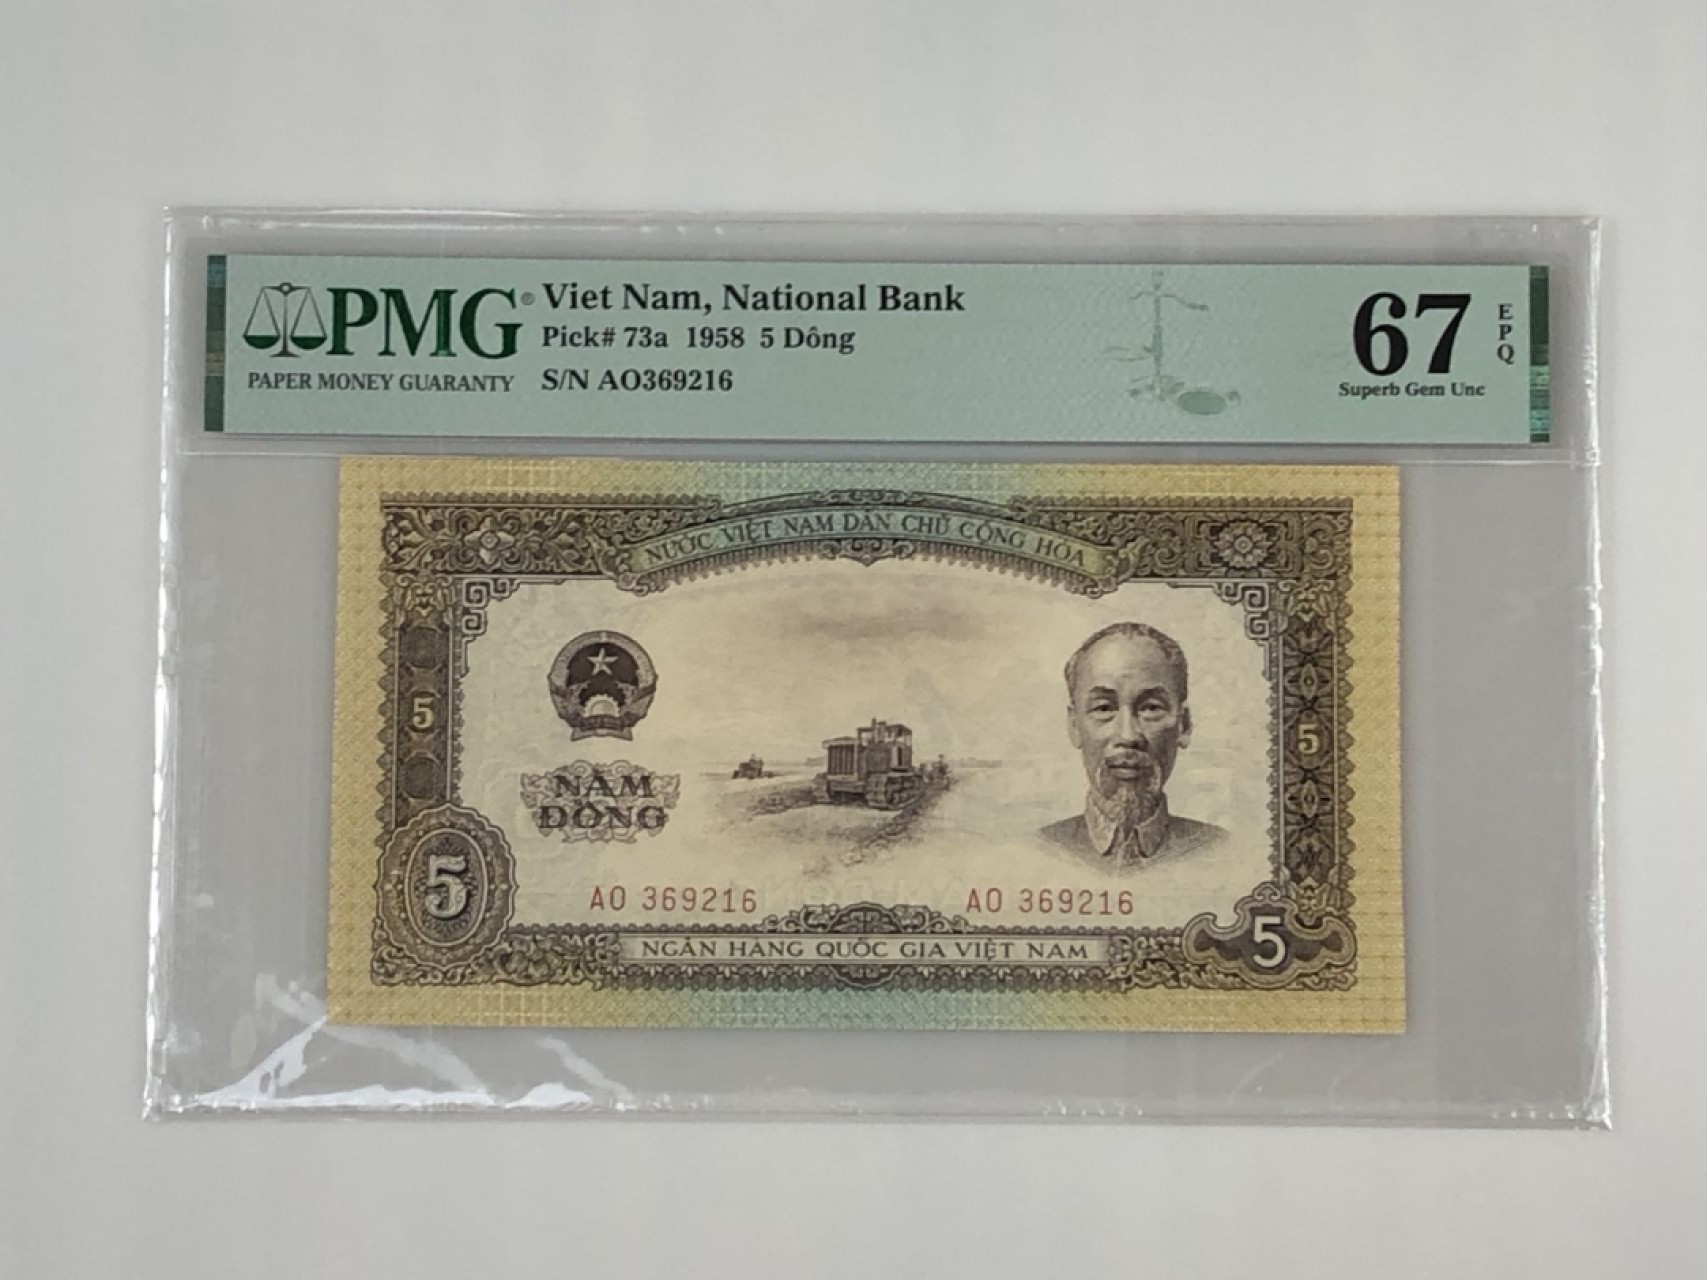 PMG®
PAPER MONEY GUARANTY
Viet Nam, National Bank
Pick# 73a 1958 5 Dông
S/N AO369216
67
EPQ
Superb Gem Unc
NƯỚC VIỆT NAM DÂN CHỦ CỘNG HÒA
5
5
NĂM
ĐỒNG
5
AO 369216
AO 369216
NGÂN HÀNG QUỐC GIA VIỆT NAM
5